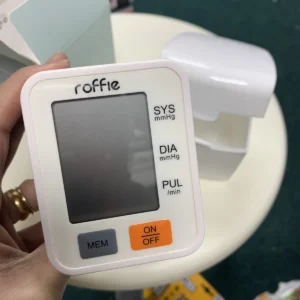 roffie
SYS
mmHg
DIA
mmHg
PUL
/min
MEM
ON
OFF